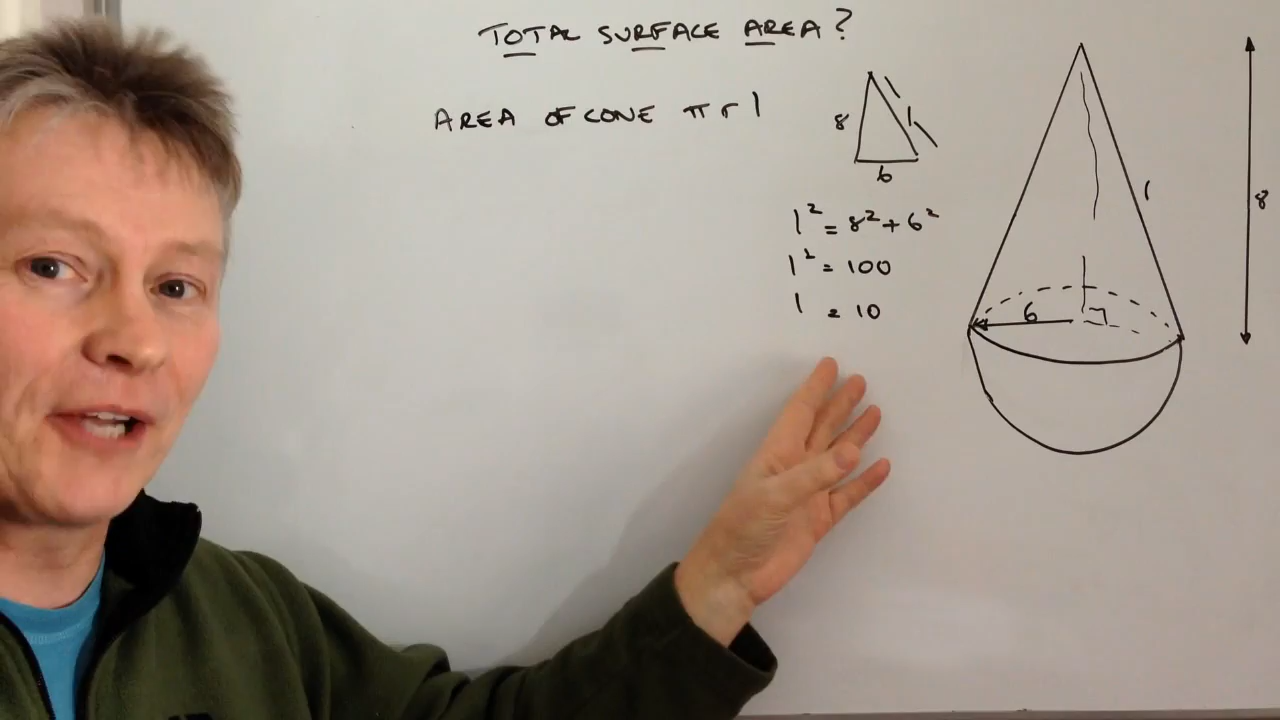 TOTAL SURFACE AREA?
AREA OF CONE π r l
8
l
6
l² = 8² + 6²
l² = 100
l = 10
l
8
6